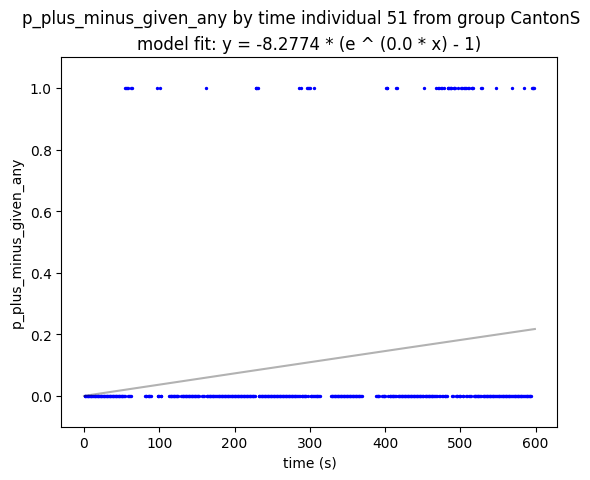 p_plus_minus_given_any by time individual 51 from group CantonS
model fit: y = -8.2774 * (e ^ (0.0 * x) - 1)
p_plus_minus_given_any
1.0
0.8
0.6
0.4
0.2
0.0
0 100 200 300 400 500 600
time (s)